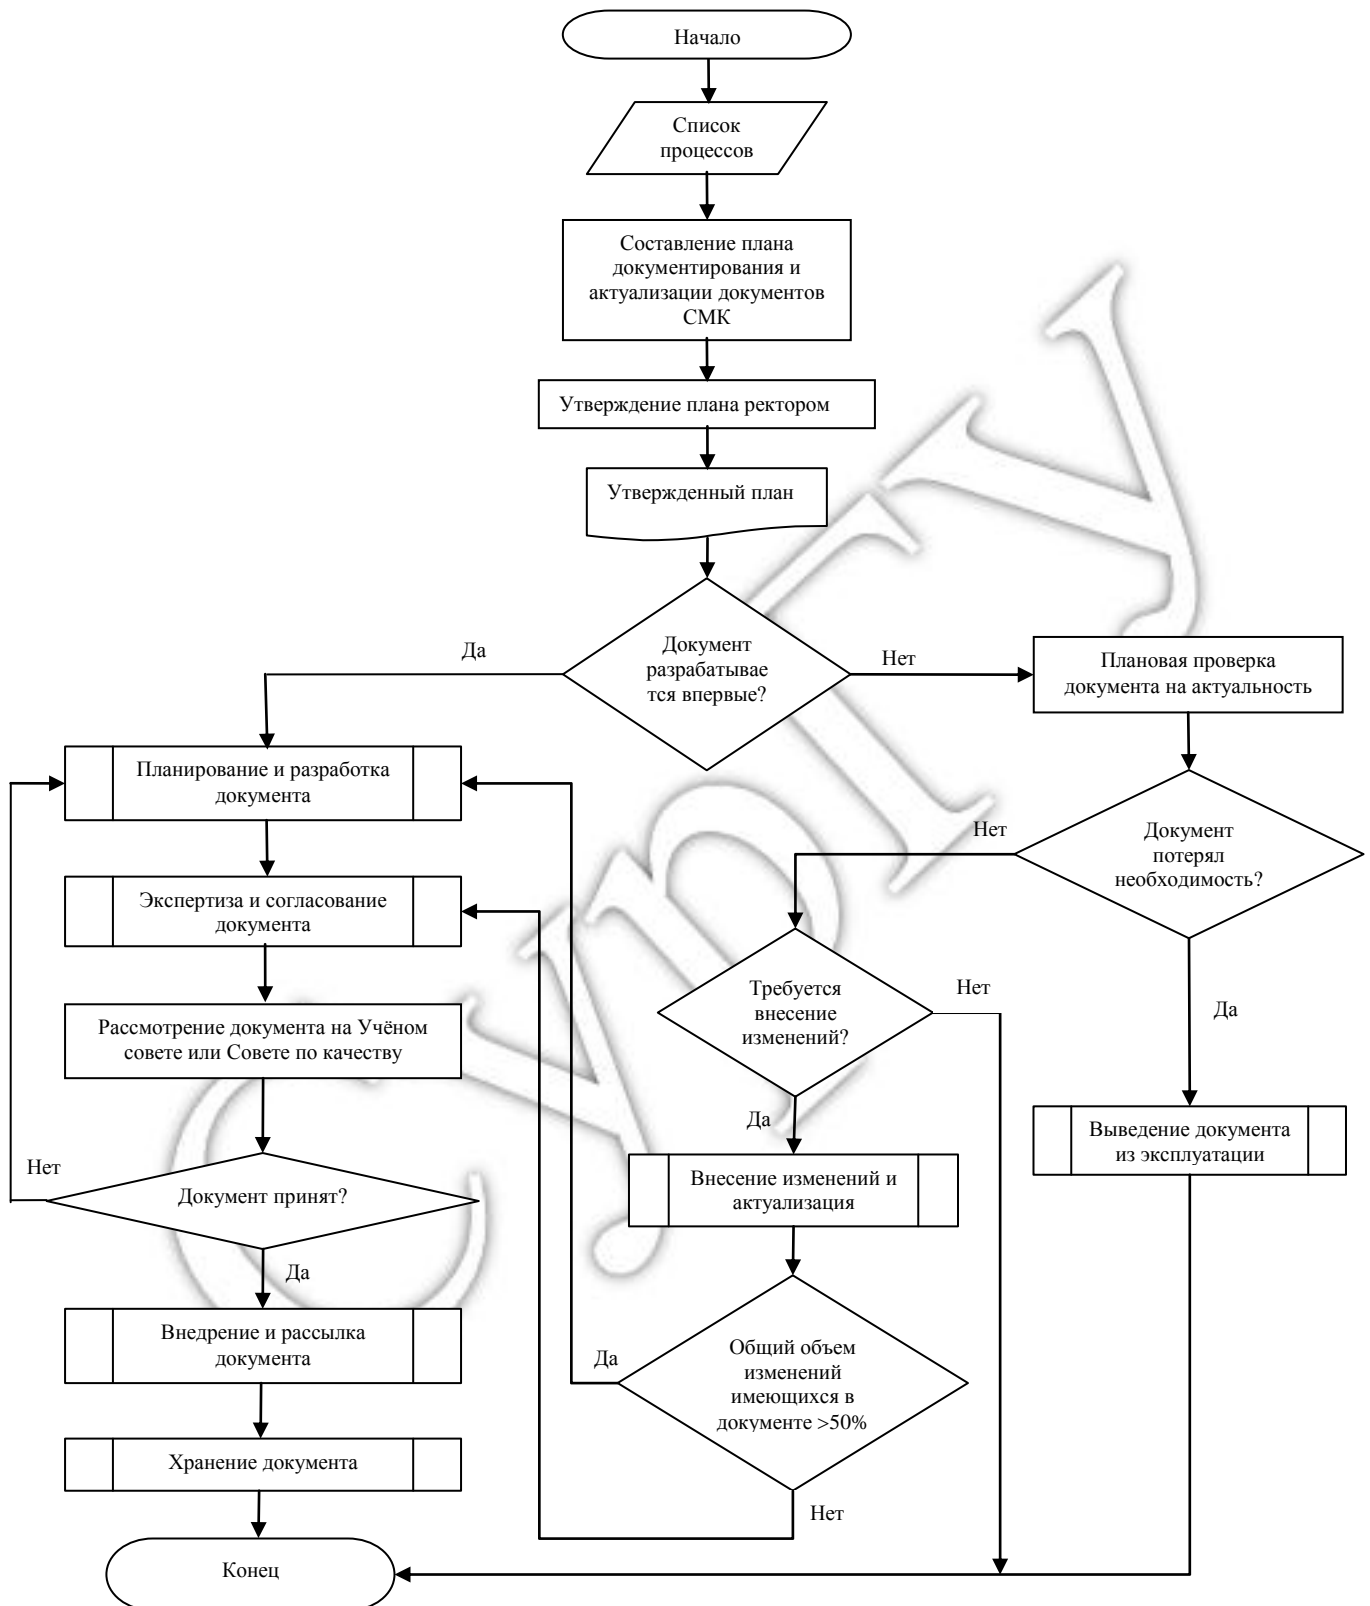 Начало
Список
процессов
Составление плана
документирования и
актуализации документов
СМК
Утверждение плана ректором
Утвержденный план
Документ
разрабатывае
тся впервые?
Да
Нет
Плановая проверка
документа на актуальность
Планирование и разработка
документа
Нет
Документ
потерял
необходимость?
Экспертиза и согласование
документа
Требуется
внесение
изменений?
Нет
Да
Рассмотрение документа на Учёном
совете или Совете по качеству
Да
Выведение документа
из эксплуатации
Нет
Документ принят?
Внесение изменений и
актуализация
Да
Внедрение и рассылка
документа
Да
Общий объем
изменений
имеющихся в
документе >50%
Хранение документа
Нет
Конец
СурГТУ